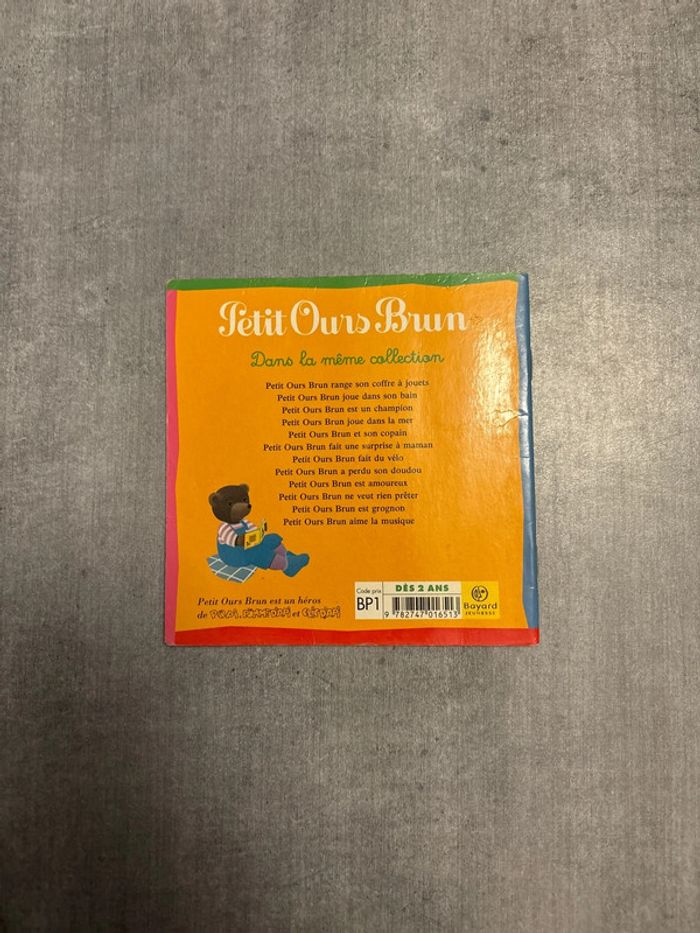 Petit Ours Brun
Dans la même collection
Petit Ours Brun range son coffre à jouets
Petit Ours Brun joue dans son bain
Petit Ours Brun est un champion
Petit Ours Brun joue dans la mer
Petit Ours Brun et son copain
Petit Ours Brun fait une surprise à maman
Petit Ours Brun fait du vélo
Petit Ours Brun a perdu son doudou
Petit Ours Brun est amoureux
Petit Ours Brun ne veut rien prêter
Petit Ours Brun est grognon
Petit Ours Brun aime la musique
Petit Ours Brun est un héros
de et
Code prix
BP1
DÈS 2 ANS
9 782747 016513
Bayard
JEUNESSE